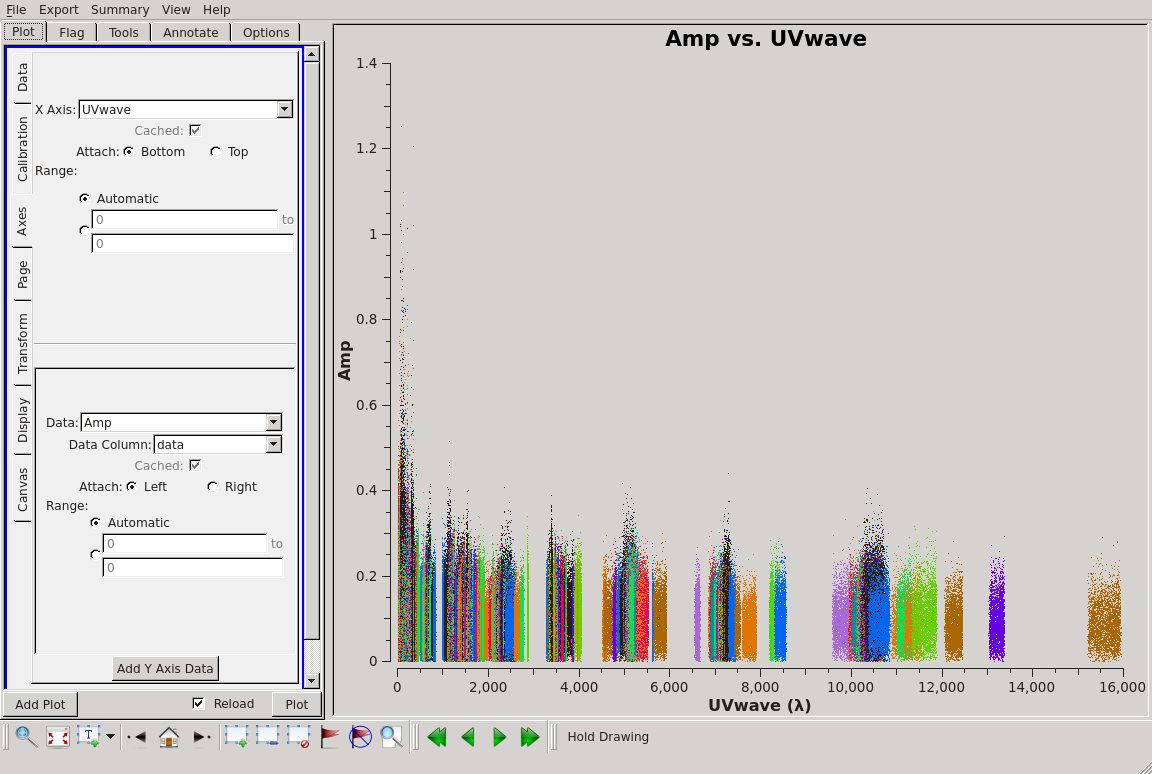 File Export Summary View Help
Plot Flag Tools Annotate Options
Data
Calibration
Axes
Page
Transform
Display
Canvas
X Axis: UVwave
Cached:
Attach: Bottom Top
Range:
Automatic
0 to
0
Data: Amp
Data Column: data
Cached:
Attach: Left Right
Range:
Automatic
0 to
0
Add Y Axis Data
Add Plot Reload Plot
Amp vs. UVwave
Amp
1.4
1.2
1
0.8
0.6
0.4
0.2
0
0 2,000 4,000 6,000 8,000 10,000 12,000 14,000 16,000
UVwave (λ)
T
Hold Drawing